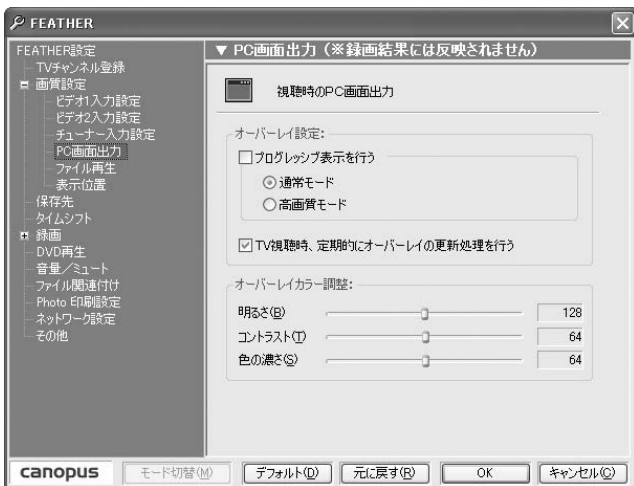 FEATHER
FEATHER設定
TVチャンネル登録
画質設定
ビデオ1入力設定
ビデオ2入力設定
チューナー入力設定
PC画面出力
ファイル再生
表示位置
保存先
タイムシフト
録画
DVD再生
音量/ミュート
ファイル関連付け
Photo 印刷設定
ネットワーク設定
その他
▼ PC画面出力(※録画結果には反映されません)
視聴時のPC画面出力
オーバーレイ設定:
プログレッシブ表示を行う
通常モード
高画質モード
TV視聴時、定期的にオーバーレイの更新処理を行う
オーバーレイカラー調整:
明るさ(B) 128
コントラスト(T) 64
色の濃さ(S) 64
canopus モード切替(M) デフォルト(D) 元に戻す(R) OK キャンセル(C)